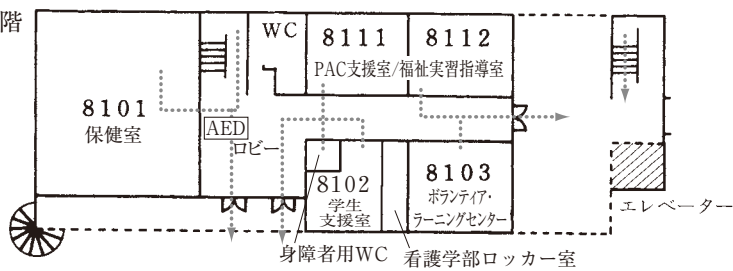 階
WC
8111
8112
PAC支援室/福祉実習指導室
8101
保健室
AED
ロビー
8102
学生
支援室
8103
ボランティア・
ラーニングセンター
エレベーター
身障者用WC
看護学部ロッカー室